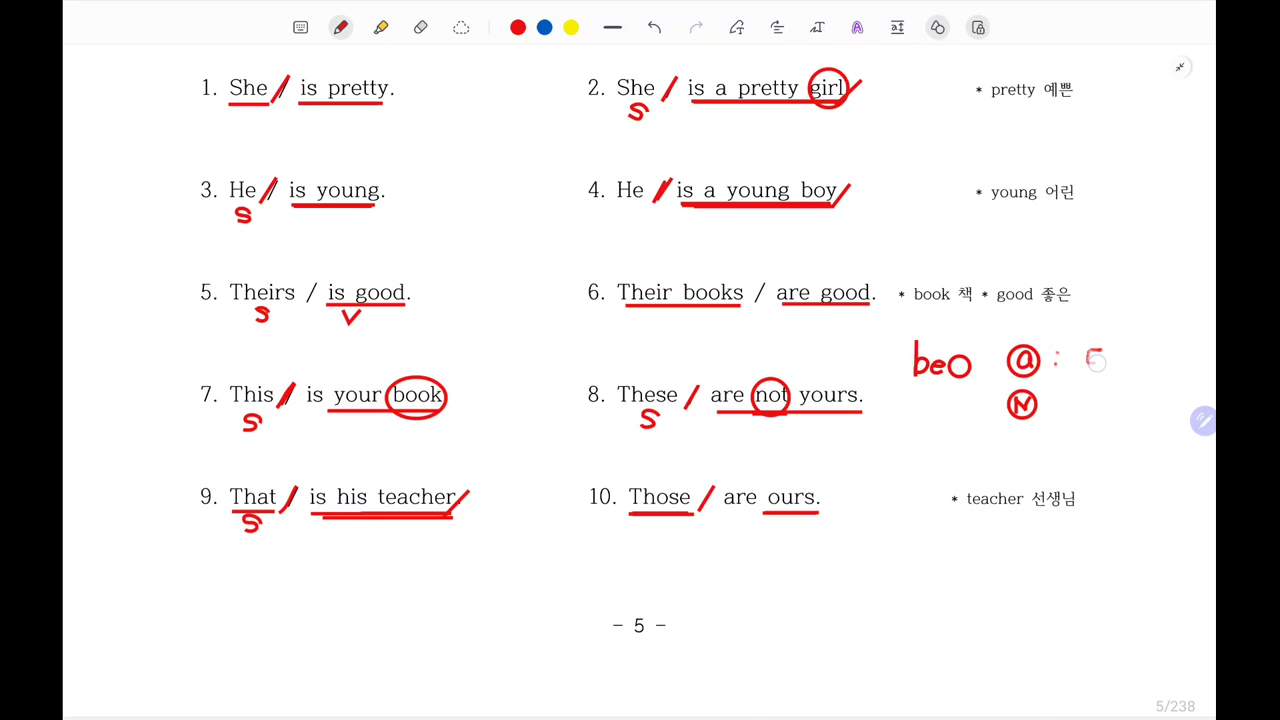 1. She / is pretty.
2. She / is a pretty girl.
* pretty 예쁜
S
3. He / is young.
4. He / is a young boy.
* young 어린
S
5. Theirs / is good.
6. Their books / are good.
* book 책 * good 좋은
S V
be
a :
N
7. This / is your book.
8. These / are not yours.
S S
9. That / is his teacher.
10. Those / are ours.
* teacher 선생님
S
- 5 -
5/238